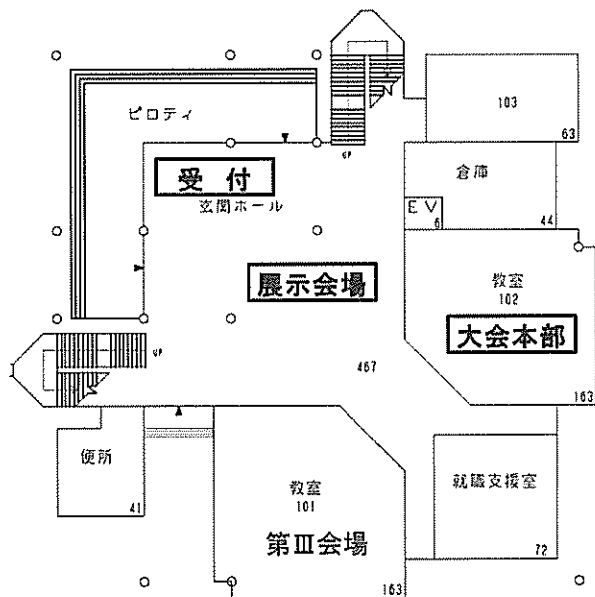 ピロティ
UP
103
63
受 付
玄関ホール
倉庫
EV
6
44
展示会場
教室
102
大会本部
163
UP
467
便所
41
教室
101
第Ⅲ会場
163
就職支援室
72